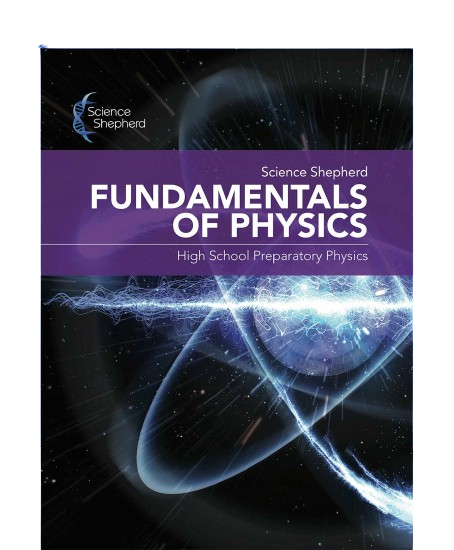 Science
Shepherd
Science Shepherd
FUNDAMENTALS
OF PHYSICS
High School Preparatory Physics